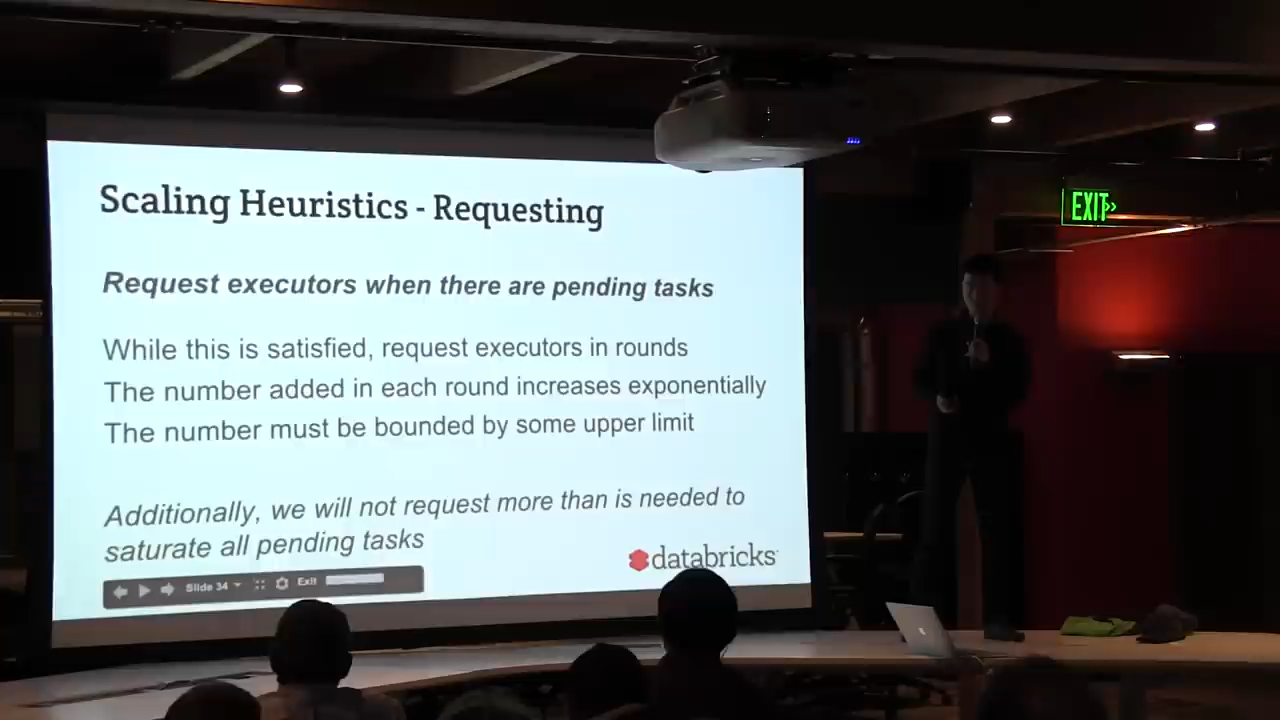 Scaling Heuristics - Requesting
Request executors when there are pending tasks
While this is satisfied, request executors in rounds
The number added in each round increases exponentially
The number must be bounded by some upper limit
Additionally, we will not request more than is needed to
saturate all pending tasks
databricks
Slide 34
Exit
EXIT